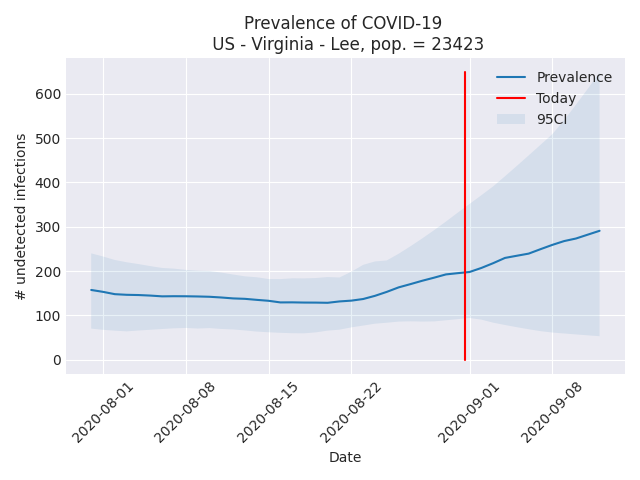 Prevalence of COVID-19
US - Virginia - Lee, pop. = 23423
Prevalence
Today
95CI
# undetected infections
600
500
400
300
200
100
0
2020-08-01
2020-08-08
2020-08-15
2020-08-22
2020-09-01
2020-09-08
Date